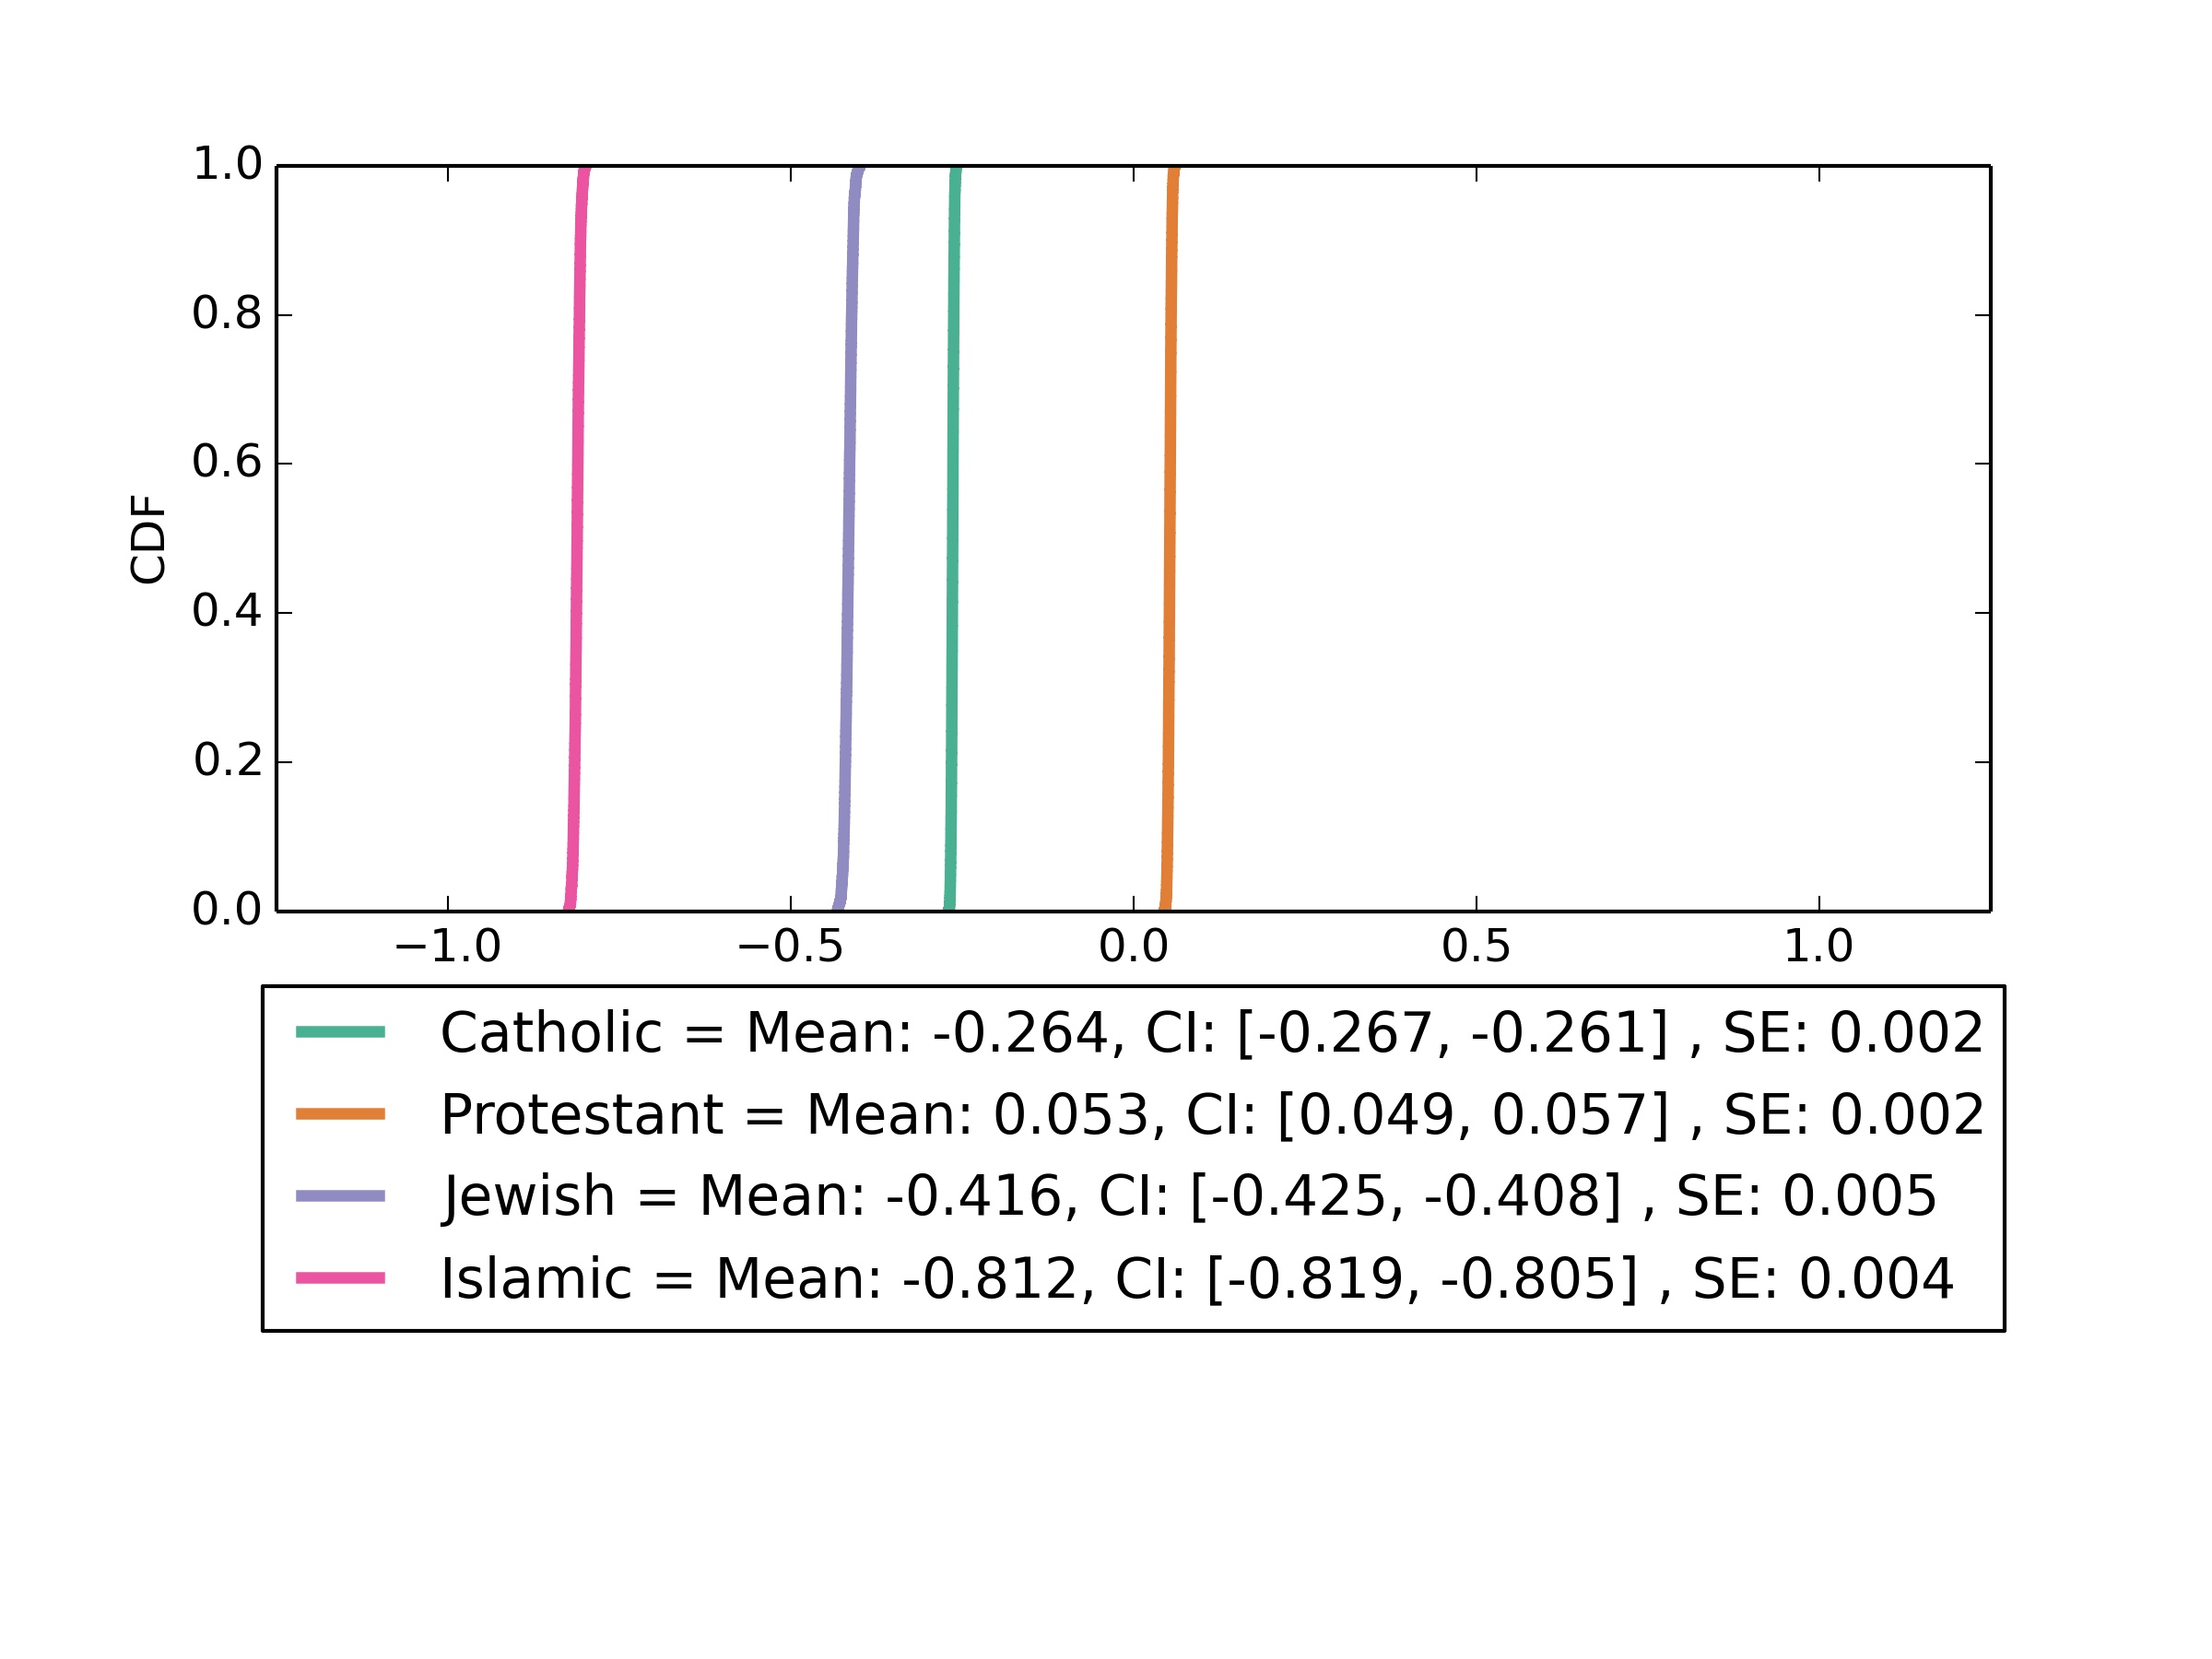 1.0
0.8
0.6
0.4
0.2
0.0
CDF
−1.0 −0.5 0.0 0.5 1.0
Catholic = Mean: -0.264, CI: [-0.267, -0.261] , SE: 0.002
Protestant = Mean: 0.053, CI: [0.049, 0.057] , SE: 0.002
Jewish = Mean: -0.416, CI: [-0.425, -0.408] , SE: 0.005
Islamic = Mean: -0.812, CI: [-0.819, -0.805] , SE: 0.004